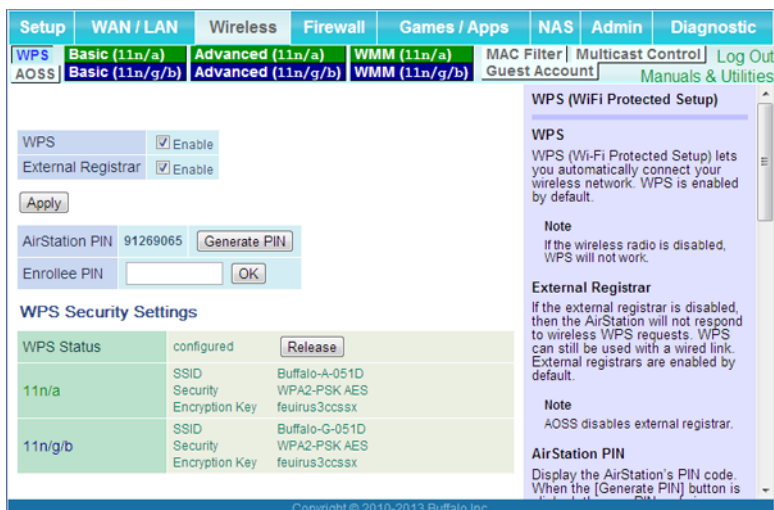 Setup WAN / LAN Wireless Firewall Games / Apps NAS Admin Diagnostic
WPS Basic (11n/a) Advanced (11n/a) WMM (11n/a) MAC Filter Multicast Control Log Out
AOSS Basic (11n/g/b) Advanced (11n/g/b) WMM (11n/g/b) Guest Account Manuals & Utilities
WPS Enable
External Registrar Enable
Apply
AirStation PIN 91269065 Generate PIN
Enrollee PIN OK
WPS Security Settings
WPS Status configured Release
11n/a
SSID Buffalo-A-051D
Security WPA2-PSK AES
Encryption Key feuirus3ccssx
11n/g/b
SSID Buffalo-G-051D
Security WPA2-PSK AES
Encryption Key feuirus3ccssx
WPS (WiFi Protected Setup)
WPS
WPS (Wi-Fi Protected Setup) lets
you automatically connect your
wireless network. WPS is enabled
by default.
Note
If the wireless radio is disabled,
WPS will not work.
External Registrar
If the external registrar is disabled,
then the AirStation will not respond
to wireless WPS requests. WPS
can still be used with a wired link.
External registrars are enabled by
default.
Note
AOSS disables external registrar.
AirStation PIN
Display the AirStation's PIN code.
When the [Generate PIN] button is
Copyright © 2010-2013 Buffalo Inc.